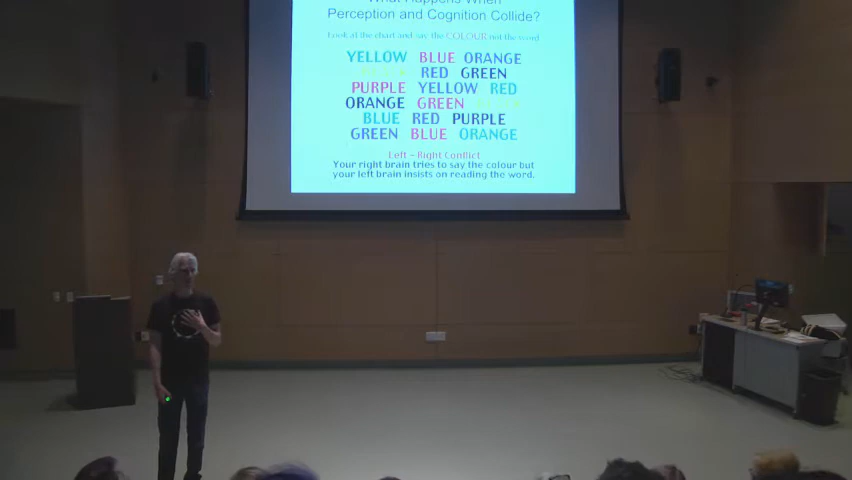 What Happens When
Perception and Cognition Collide?
Look at the chart and say the COLOUR not the word
YELLOW BLUE ORANGE
RED GREEN
PURPLE YELLOW RED
ORANGE GREEN
BLUE RED PURPLE
GREEN BLUE ORANGE
Left – Right Conflict
Your right brain tries to say the colour but
your left brain insists on reading the word.